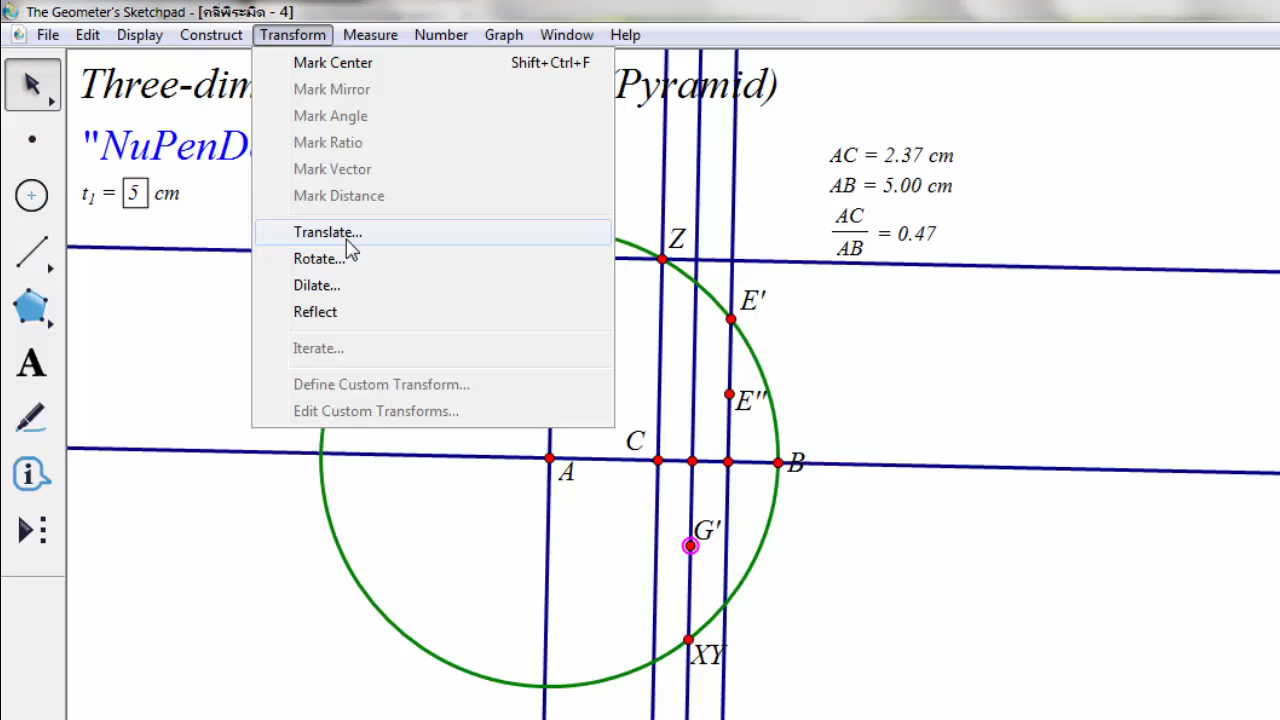 The Geometer's Sketchpad - [คลี่พีระมิด - 4]
File Edit Display Construct Transform Measure Number Graph Window Help
Mark Center Shift+Ctrl+F
Mark Mirror
Mark Angle
Mark Ratio
Mark Vector
Mark Distance
Translate...
Rotate...
Dilate...
Reflect
Iterate...
Define Custom Transform...
Edit Custom Transforms...
Three-dim (Pyramid)
"NuPenD
t1 = 5 cm
AC = 2.37 cm
AB = 5.00 cm
AC
AB = 0.47
Z
E'
E"
C
A
B
G'
XY
A
i